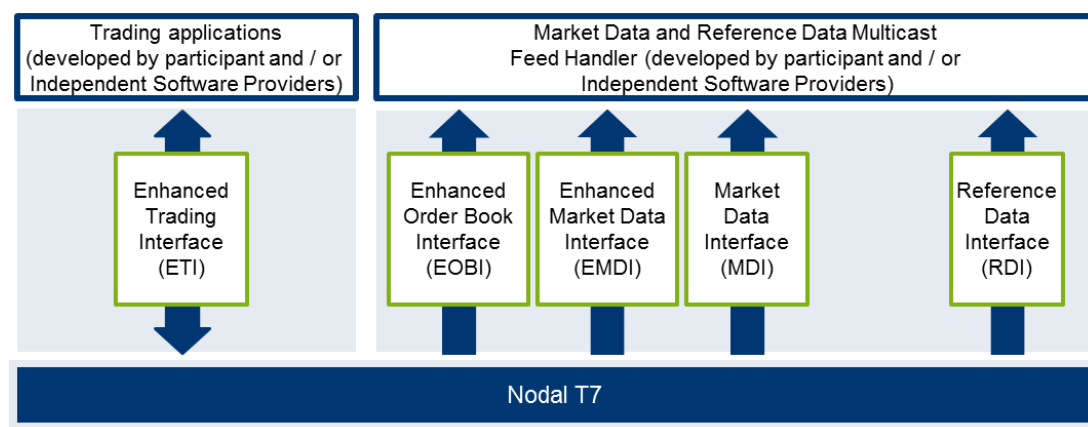 Trading applications
(developed by participant and / or
Independent Software Providers)
Market Data and Reference Data Multicast
Feed Handler (developed by participant and / or
Independent Software Providers)
Enhanced
Trading
Interface
(ETI)
Enhanced
Order Book
Interface
(EOBI)
Enhanced
Market Data
Interface
(EMDI)
Market
Data
Interface
(MDI)
Reference
Data
Interface
(RDI)
Nodal T7